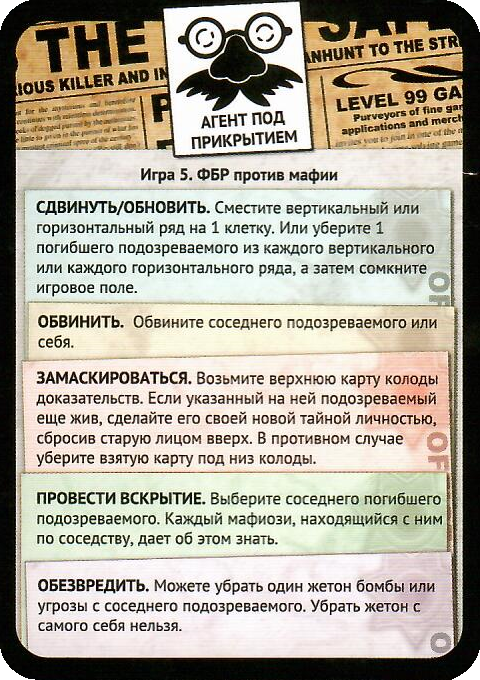 THE
RIOUS KILLER AND IN
ANHUNT TO THE STR
LEVEL 99 GA
Purveyors of fine gam
applications and merch
АГЕНТ ПОД
ПРИКРЫТИЕМ
Игра 5. ФБР против мафии
СДВИНУТЬ/ОБНОВИТЬ. Сместите вертикальный или
горизонтальный ряд на 1 клетку. Или уберите 1
погибшего подозреваемого из каждого вертикального
или каждого горизонтального ряда, а затем сомкните
игровое поле.
OF
ОБВИНИТЬ. Обвините соседнего подозреваемого или
себя.
ЗАМАСКИРОВАТЬСЯ. Возьмите верхнюю карту колоды
доказательств. Если указанный на ней подозреваемый
еще жив, сделайте его своей новой тайной личностью,
сбросив старую лицом вверх. В противном случае
уберите взятую карту под низ колоды.
OF
ПРОВЕСТИ ВСКРЫТИЕ. Выберите соседнего погибшего
подозреваемого. Каждый мафиози, находящийся с ним
по соседству, дает об этом знать.
ОБЕЗВРЕДИТЬ. Можете убрать один жетон бомбы или
угрозы с соседнего подозреваемого. Убрать жетон с
самого себя нельзя.